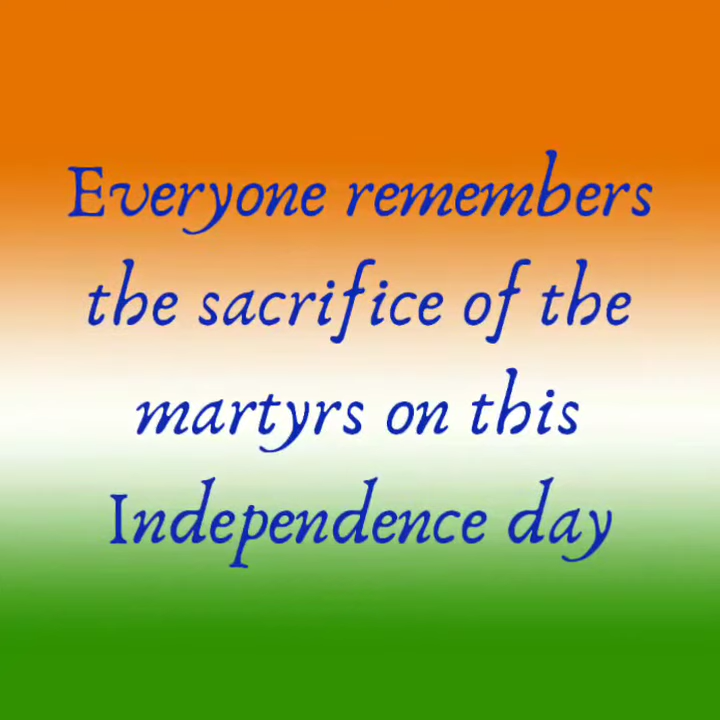 Everyone remembers
the sacrifice of the
martyrs on this
Independence day